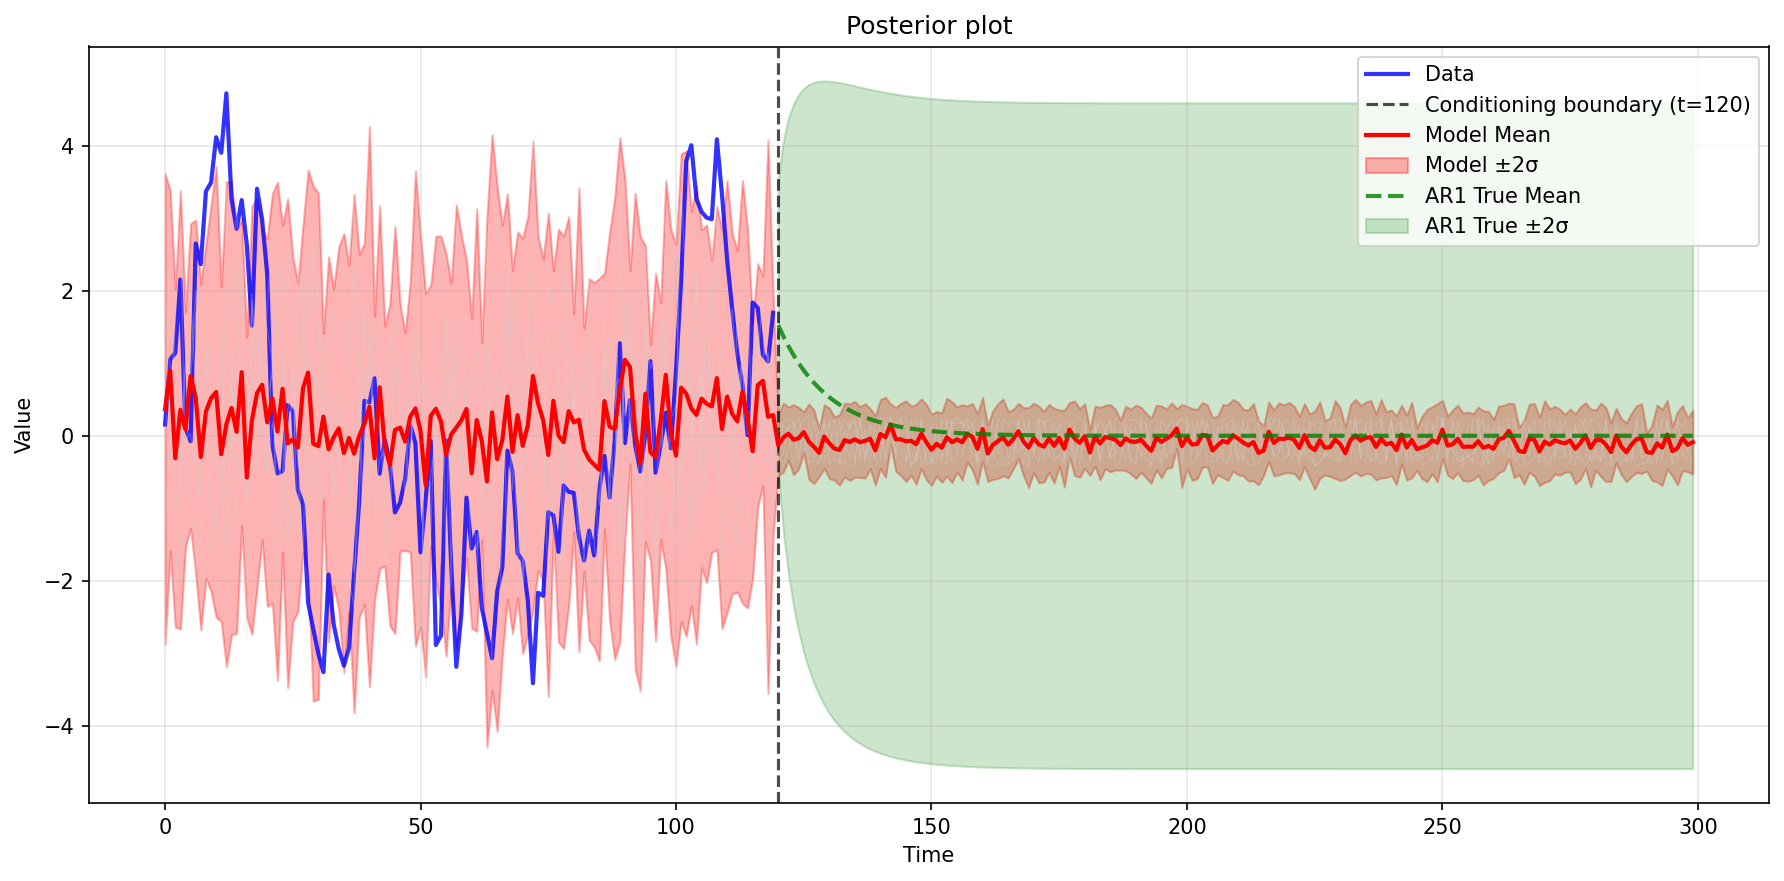 Posterior plot
Data
Conditioning boundary (t=120)
Model Mean
Model ±2σ
AR1 True Mean
AR1 True ±2σ
Value
4
2
0
−2
−4
0
50
100
150
200
250
300
Time